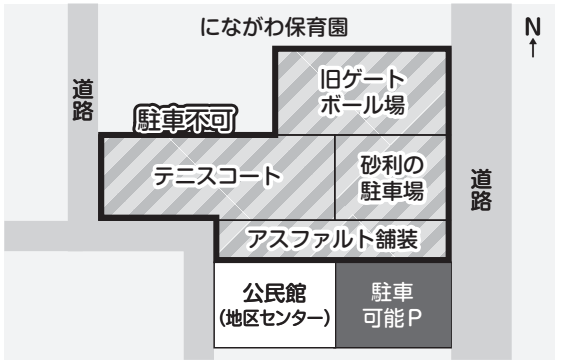 にながわ保育園
N
↑
道路
駐車不可
旧ゲート
ボール場
テニスコート
砂利の
駐車場
道路
アスファルト舗装
公民館
(地区センター)
駐車
可能P